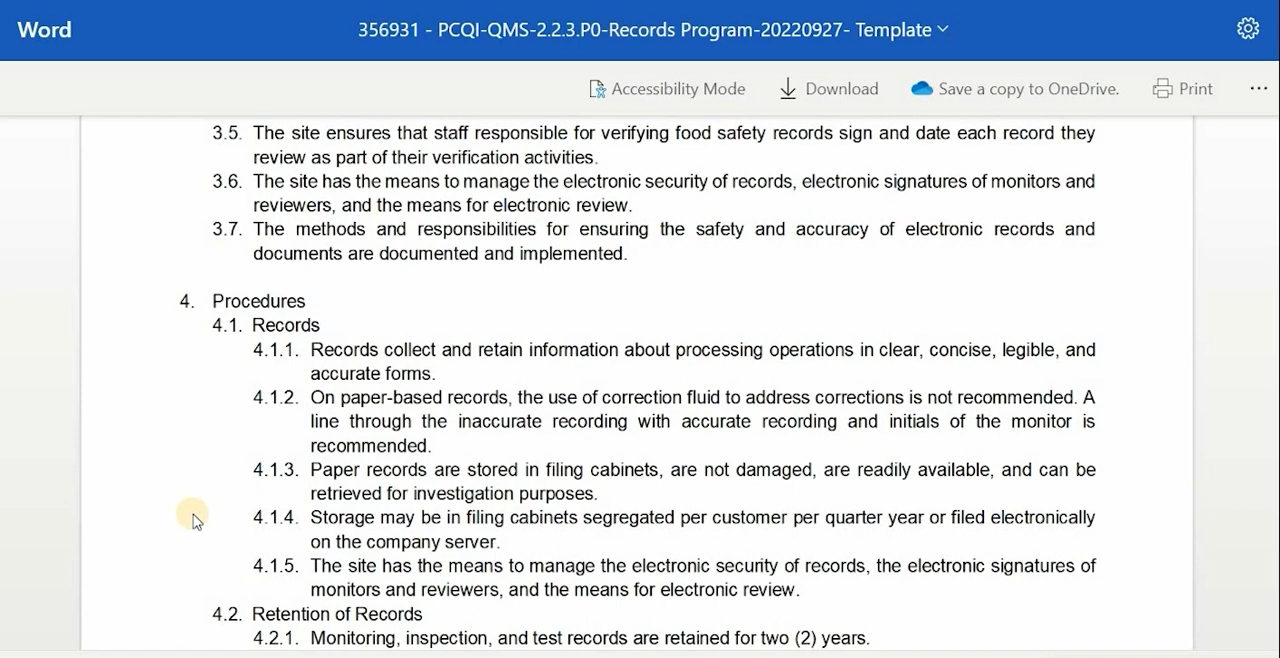 Word
356931 - PCQI-QMS-2.2.3.P0-Records Program-20220927- Template
Accessibility Mode
Download
Save a copy to OneDrive.
Print
3.5. The site ensures that staff responsible for verifying food safety records sign and date each record they
review as part of their verification activities.
3.6. The site has the means to manage the electronic security of records, electronic signatures of monitors and
reviewers, and the means for electronic review.
3.7. The methods and responsibilities for ensuring the safety and accuracy of electronic records and
documents are documented and implemented.
4. Procedures
4.1. Records
4.1.1. Records collect and retain information about processing operations in clear, concise, legible, and
accurate forms.
4.1.2. On paper-based records, the use of correction fluid to address corrections is not recommended. A
line through the inaccurate recording with accurate recording and initials of the monitor is
recommended.
4.1.3. Paper records are stored in filing cabinets, are not damaged, are readily available, and can be
retrieved for investigation purposes.
4.1.4. Storage may be in filing cabinets segregated per customer per quarter year or filed electronically
on the company server.
4.1.5. The site has the means to manage the electronic security of records, the electronic signatures of
monitors and reviewers, and the means for electronic review.
4.2. Retention of Records
4.2.1. Monitoring, inspection, and test records are retained for two (2) years.